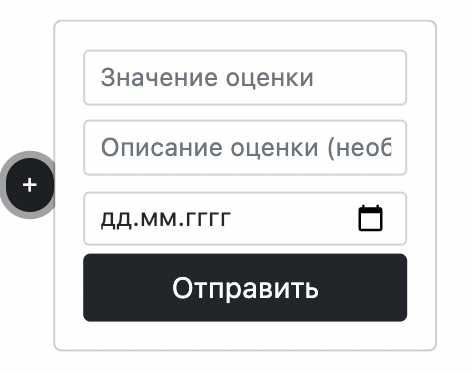 Значение оценки
Описание оценки (необ
+
дд.мм.гггг
Отправить